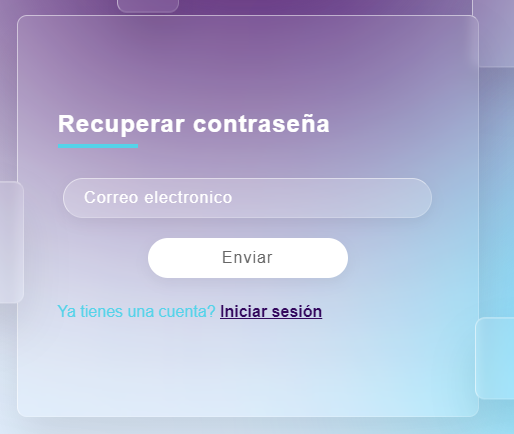 Recuperar contraseña
Correo electronico
Enviar
Ya tienes una cuenta? Iniciar sesión